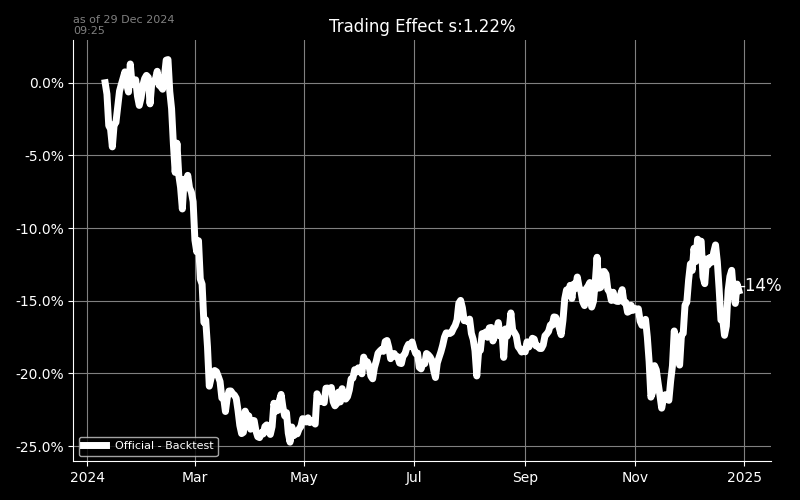 as of 29 Dec 2024
09:25
Trading Effect s:1.22%
0.0%
-5.0%
-10.0%
-15.0%
-20.0%
-25.0%
-14%
Official - Backtest
2024 Mar May Jul Sep Nov 2025